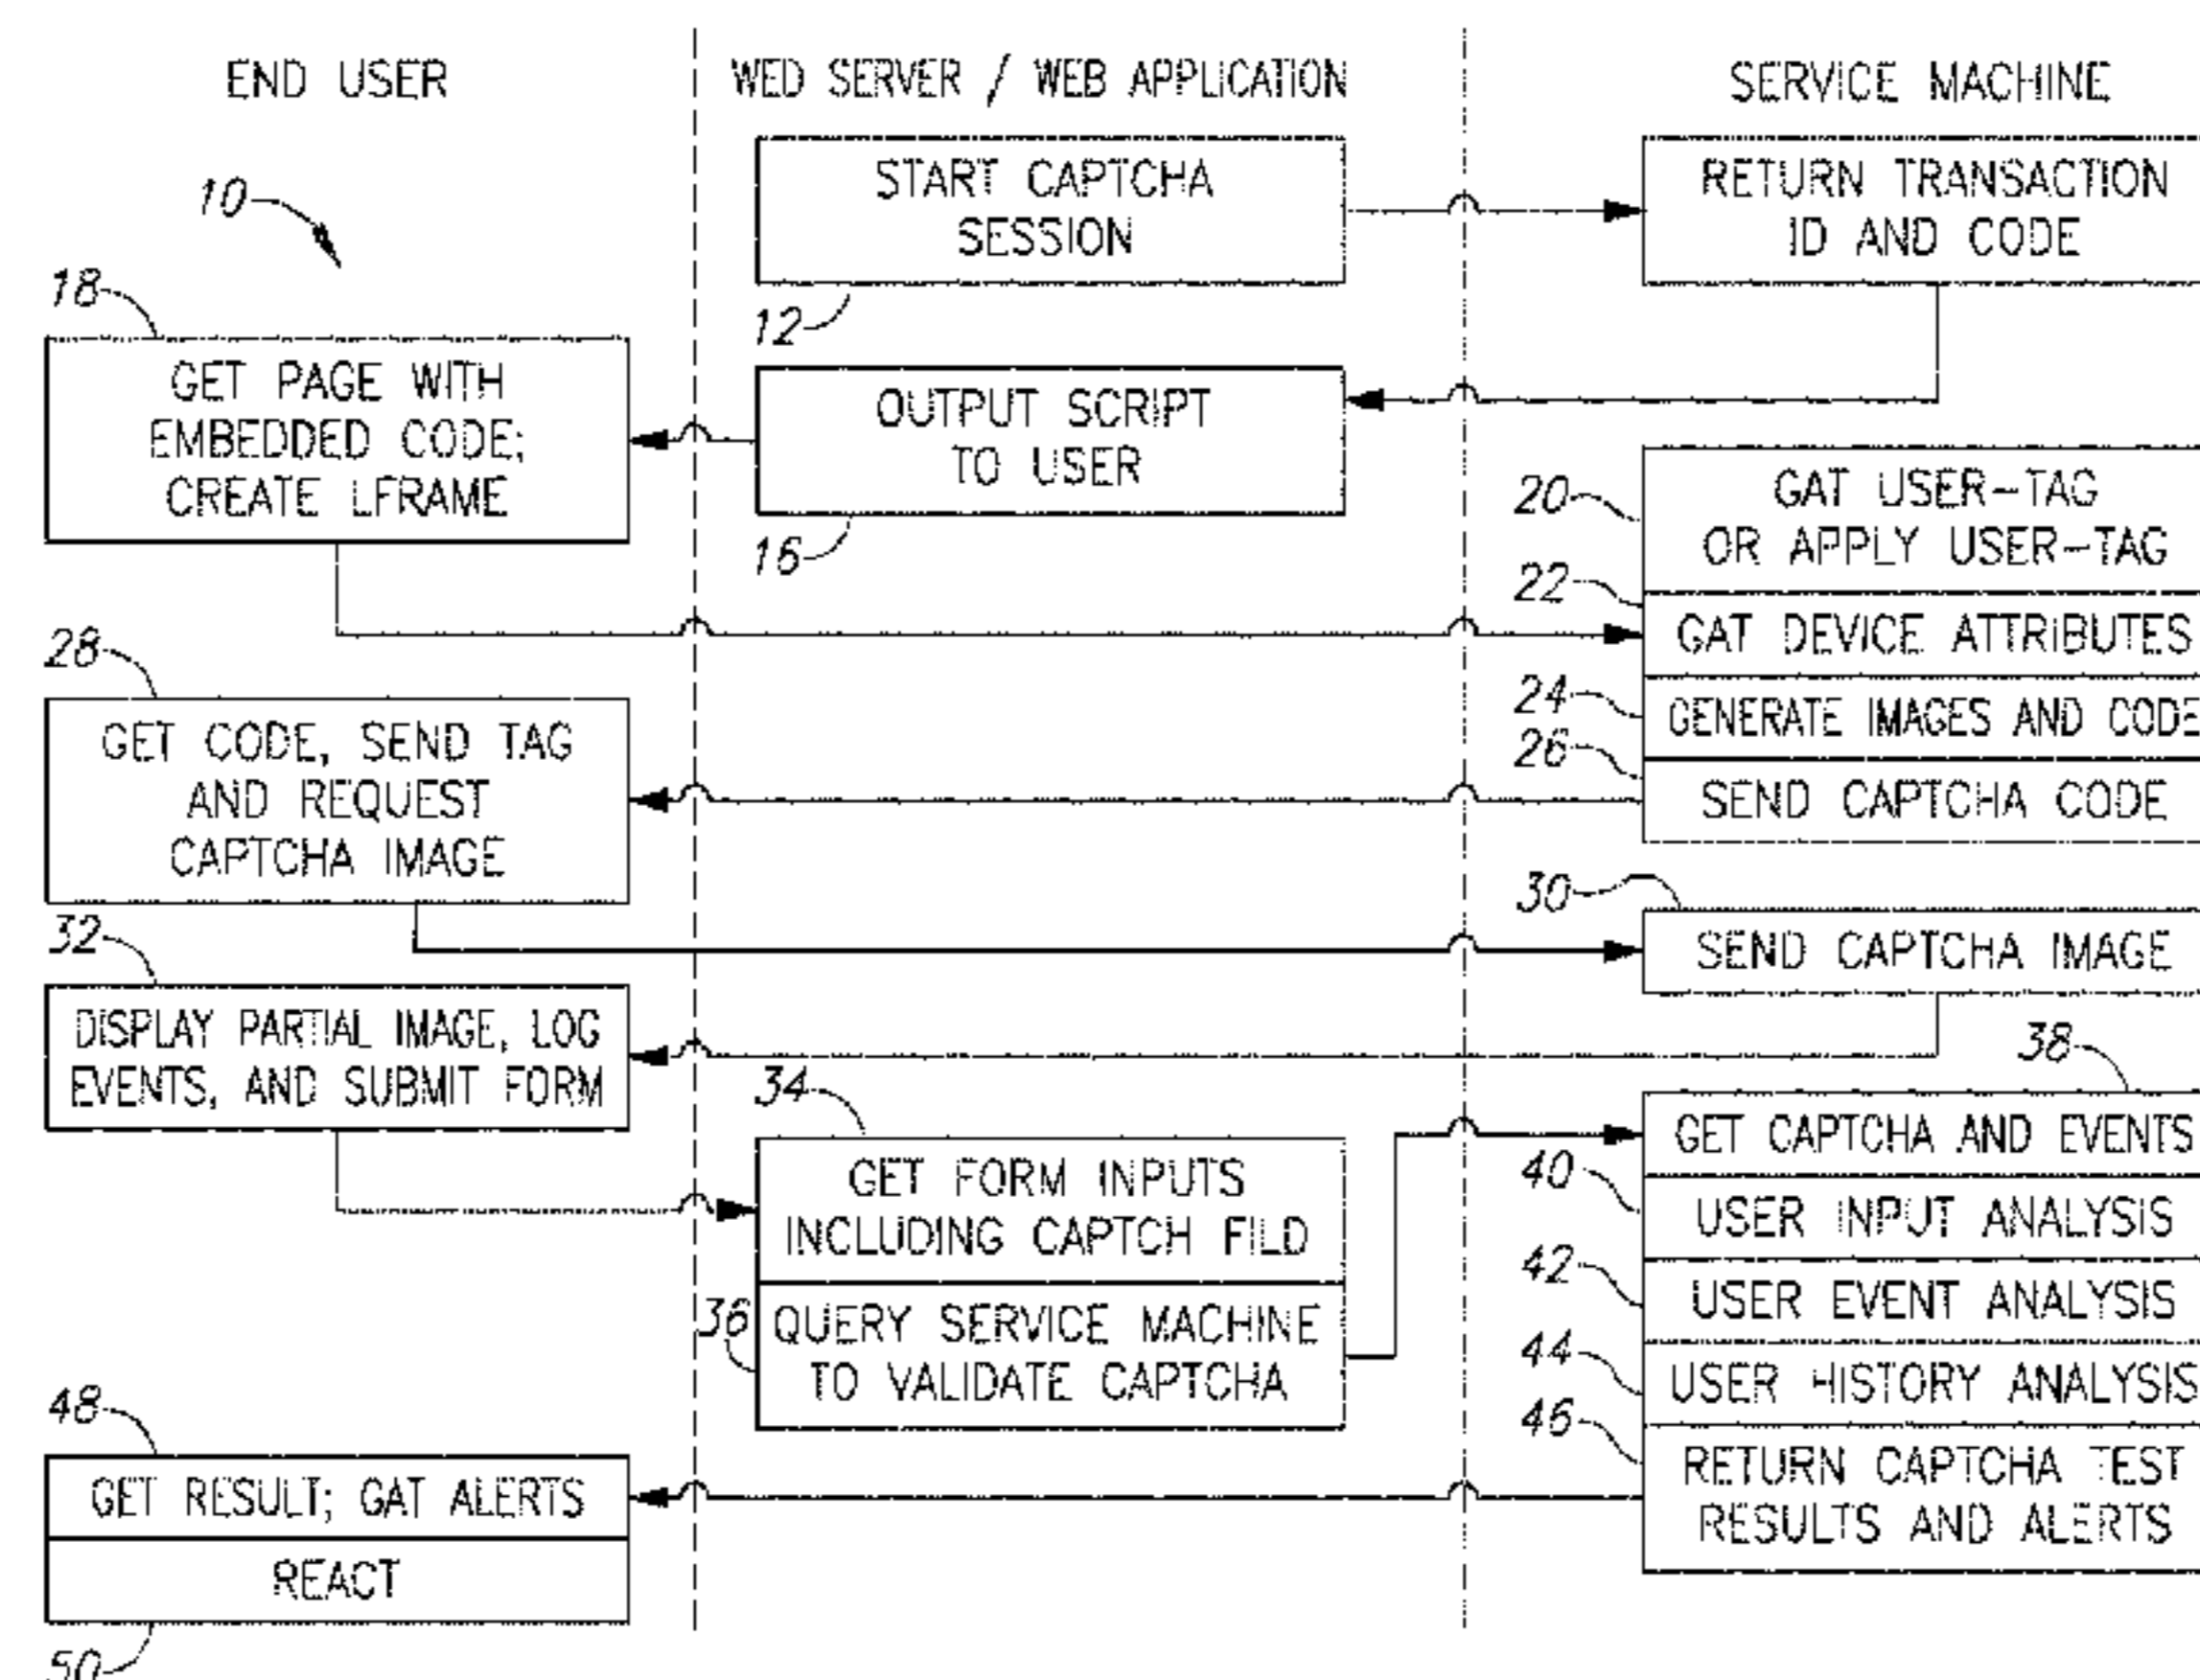 END USER
WED SERVER / WEB APPLICATION
SERVICE MACHINE
10
START CAPTCHA
SESSION
12
RETURN TRANSACTION
ID AND CODE
18
GET PAGE WITH
EMBEDDED CODE;
CREATE LFRAME
OUTPUT SCRIPT
TO USER
16
20
GAT USER-TAG
OR APPLY USER-TAG
22
GAT DEVICE ATTRIBUTES
24
GENERATE IMAGES AND CODE
26
SEND CAPTCHA CODE
28
GET CODE, SEND TAG
AND REQUEST
CAPTCHA IMAGE
30
SEND CAPTCHA IMAGE
32
DISPLAY PARTIAL IMAGE, LOG
EVENTS, AND SUBMIT FORM
34
GET FORM INPUTS
INCLUDING CAPTCH FILD
36
QUERY SERVICE MACHINE
TO VALIDATE CAPTCHA
38
GET CAPTCHA AND EVENTS
40
USER INPUT ANALYSIS
42
USER EVENT ANALYSIS
44
USER HISTORY ANALYSIS
46
RETURN CAPTCHA TEST
RESULTS AND ALERTS
48
GET RESULT; GAT ALERTS
REACT
50